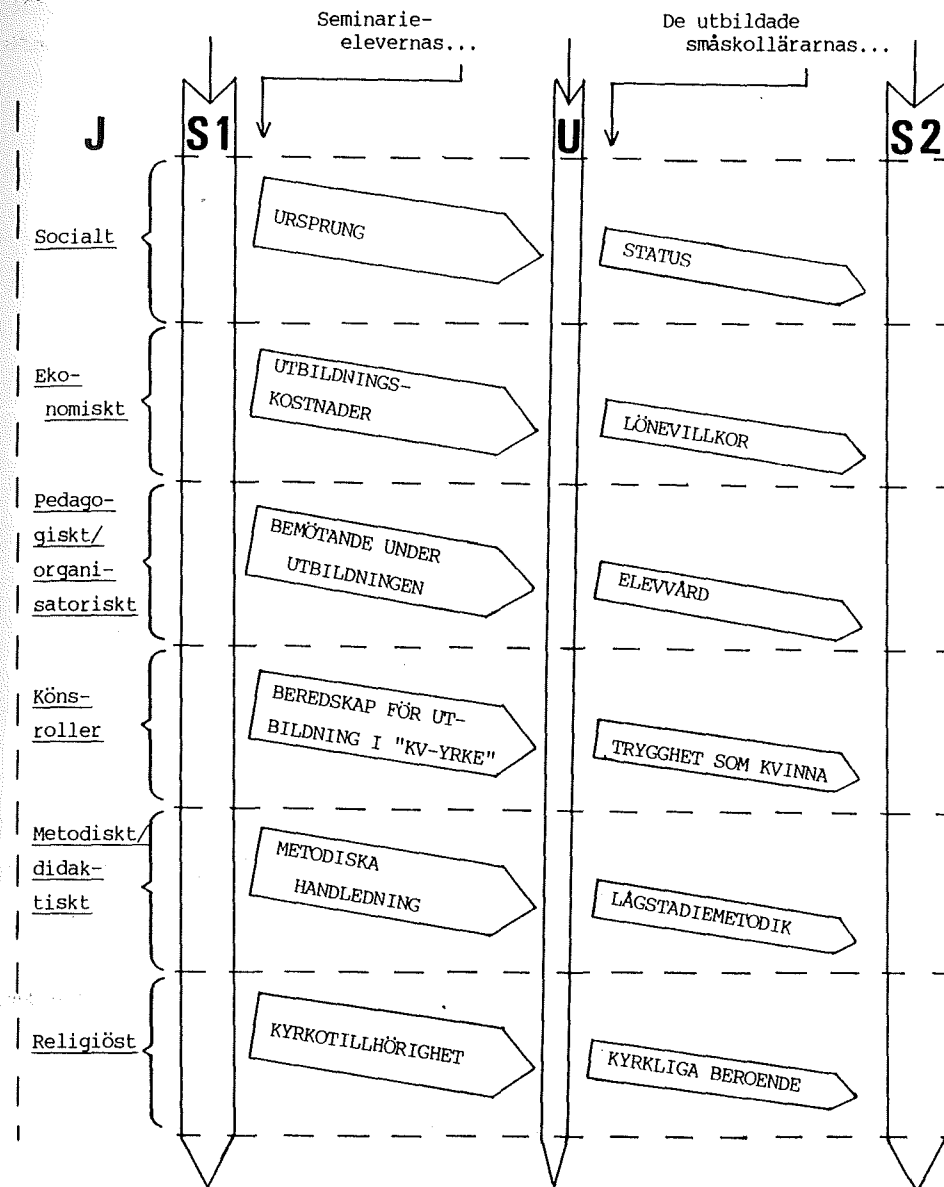 Seminarie-
elevernas...
De utbildade
småskollärarnas...
J
S1
U
S2
Socialt
URSPRUNG
STATUS
Eko-
nomiskt
UTBILDNINGS-
KOSTNADER
LÖNEVILLKOR
Pedago-
giskt/
organi-
satoriskt
BEMÖTANDE UNDER
UTBILDNINGEN
ELEVVÅRD
Köns-
roller
BEREDSKAP FÖR UT-
BILDNING I "KV-YRKE"
TRYGGHET SOM KVINNA
Metodiskt/
didak-
tiskt
METODISKA
HANDLEDNING
LÅGSTADIEMETODIK
Religiöst
KYRKOTILLHÖRIGHET
KYRKLIGA BEROENDE